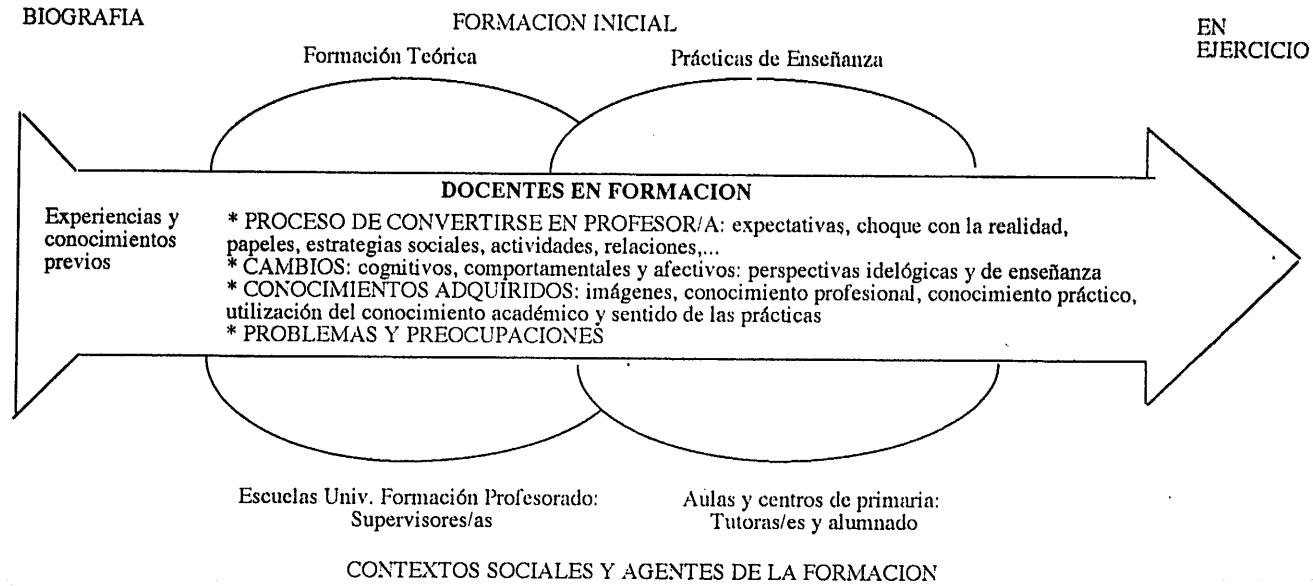 BIOGRAFIA
FORMACION INICIAL
EN
EJERCICIO
Formación Teórica
Prácticas de Enseñanza
DOCENTES EN FORMACION
Experiencias y
conocimientos
previos
* PROCESO DE CONVERTIRSE EN PROFESOR/A: expectativas, choque con la realidad,
papeles, estrategias sociales, actividades, relaciones,...
* CAMBIOS: cognitivos, comportamentales y afectivos: perspectivas idelógicas y de enseñanza
* CONOCIMIENTOS ADQUIRIDOS: imágenes, conocimiento profesional, conocimiento práctico,
utilización del conocimiento académico y sentido de las prácticas
* PROBLEMAS Y PREOCUPACIONES
Escuelas Univ. Formación Profesorado:
Supervisores/as
Aulas y centros de primaria:
Tutoras/es y alumnado
CONTEXTOS SOCIALES Y AGENTES DE LA FORMACION